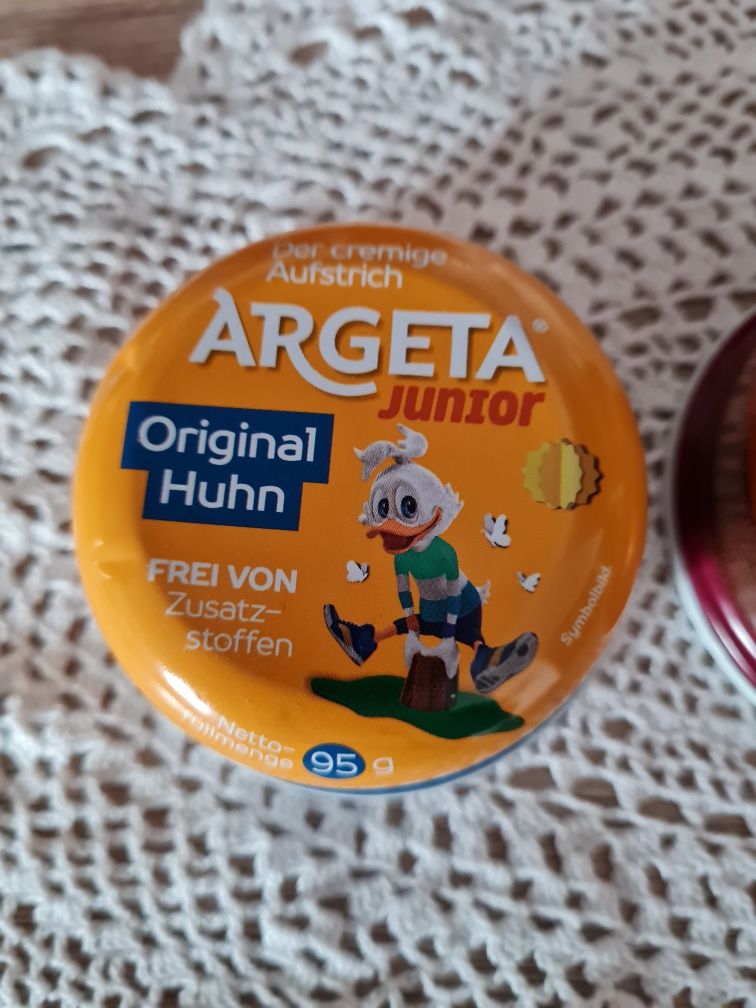 Der cremige
Aufstrich
ARGETA®
Junior
Original
Huhn
FREI VON
Zusatz-
stoffen
Symbolbild.
Netto-
füllmenge 95 g